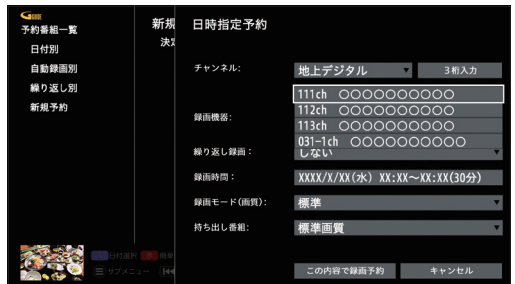 G GUIDE
予約番組一覧
日付別
自動録画別
繰り返し別
新規予約
新規
決定
日時指定予約
チャンネル:
地上デジタル
3桁入力
111ch ○○○○○○○○○○
112ch ○○○○○○○○○○
113ch ○○○○○○○○○○
031-1ch ○○○○○○○○○○
録画機器:
繰り返し録画:
しない
録画時間:
XXXX/X/XX(水) XX:XX~XX:XX(30分)
録画モード(画質):
標準
持ち出し番組:
標準画質
日付選択
簡単
サブメニュー
この内容で録画予約
キャンセル